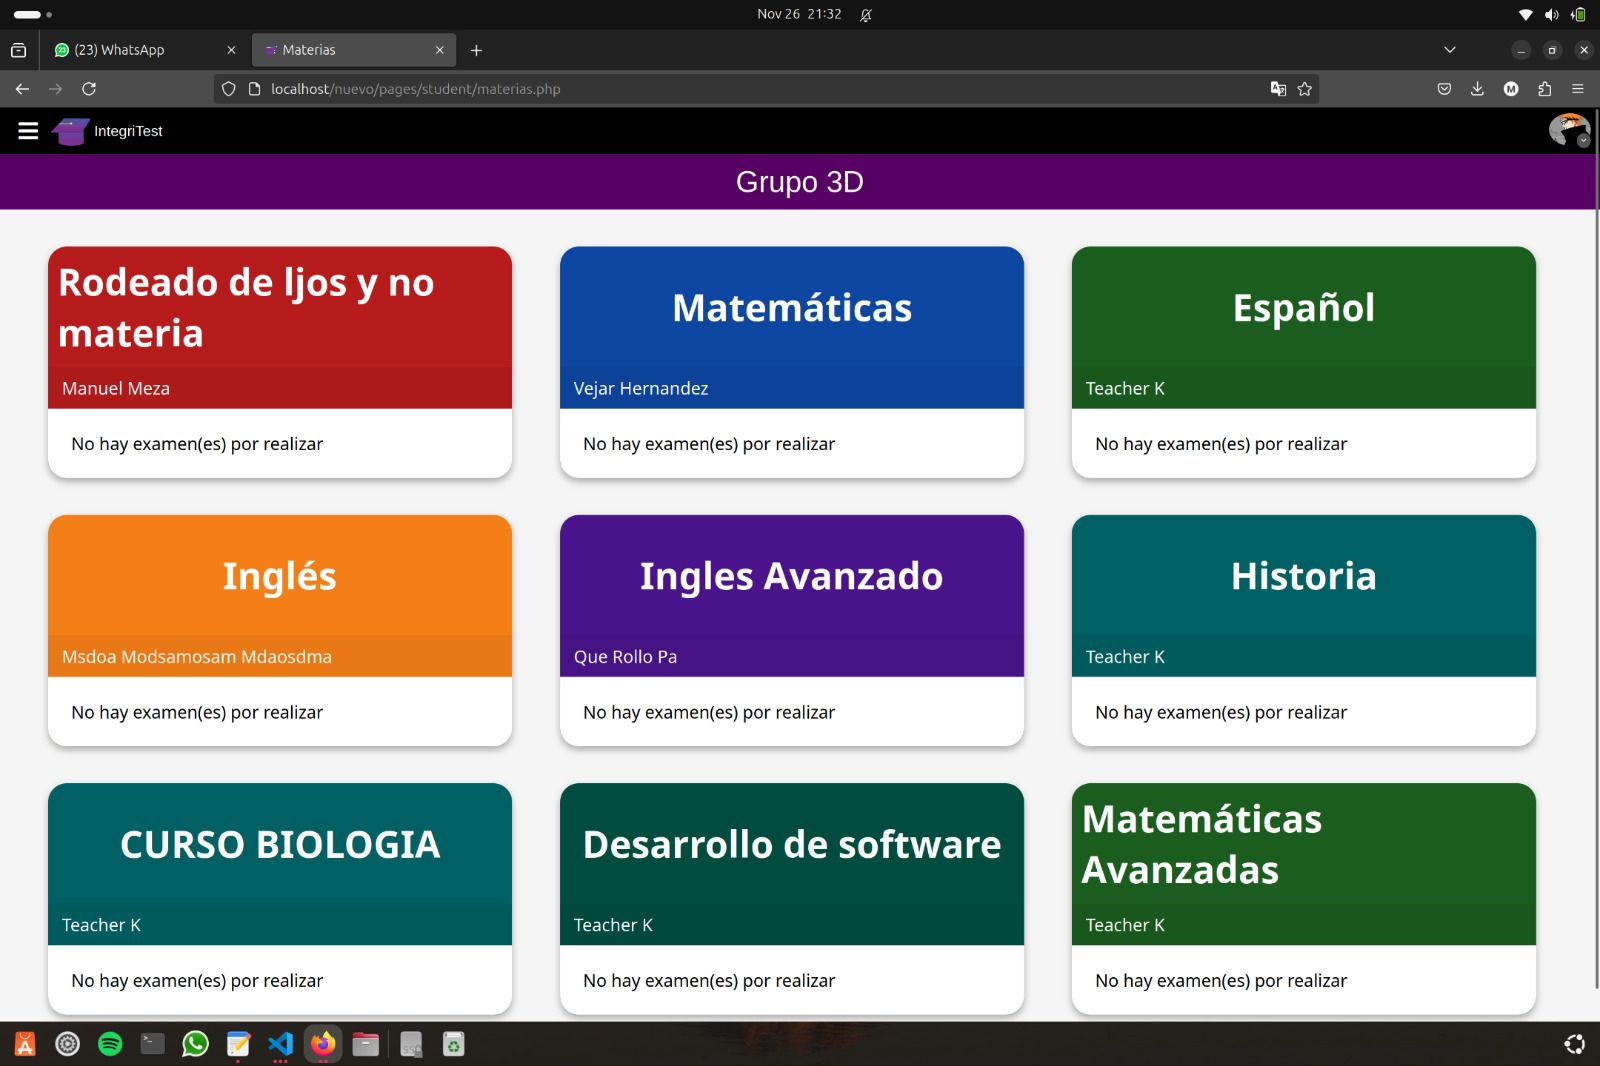 Nov 26 21:32
(23) WhatsApp
Materias
localhost/nuevo/pages/student/materias.php
IntegriTest
Grupo 3D
Rodeado de ljos y no
materia
Manuel Meza
No hay examen(es) por realizar
Matemáticas
Vejar Hernandez
No hay examen(es) por realizar
Español
Teacher K
No hay examen(es) por realizar
Inglés
Msdoa Modsamosam Mdaosdma
No hay examen(es) por realizar
Ingles Avanzado
Que Rollo Pa
No hay examen(es) por realizar
Historia
Teacher K
No hay examen(es) por realizar
CURSO BIOLOGIA
Teacher K
No hay examen(es) por realizar
Desarrollo de software
Teacher K
No hay examen(es) por realizar
Matemáticas
Avanzadas
Teacher K
No hay examen(es) por realizar